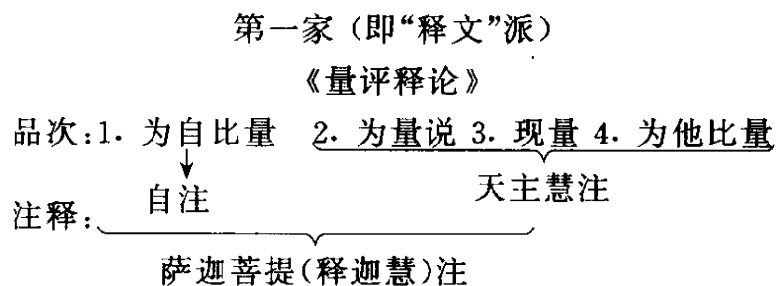 第一家（即“释文”派）
《量评释论》
品次:1. 为自比量 2. 为量说 3. 现量 4. 为他比量
自注 天主慧注
注释:
萨迦菩提(释迦慧)注